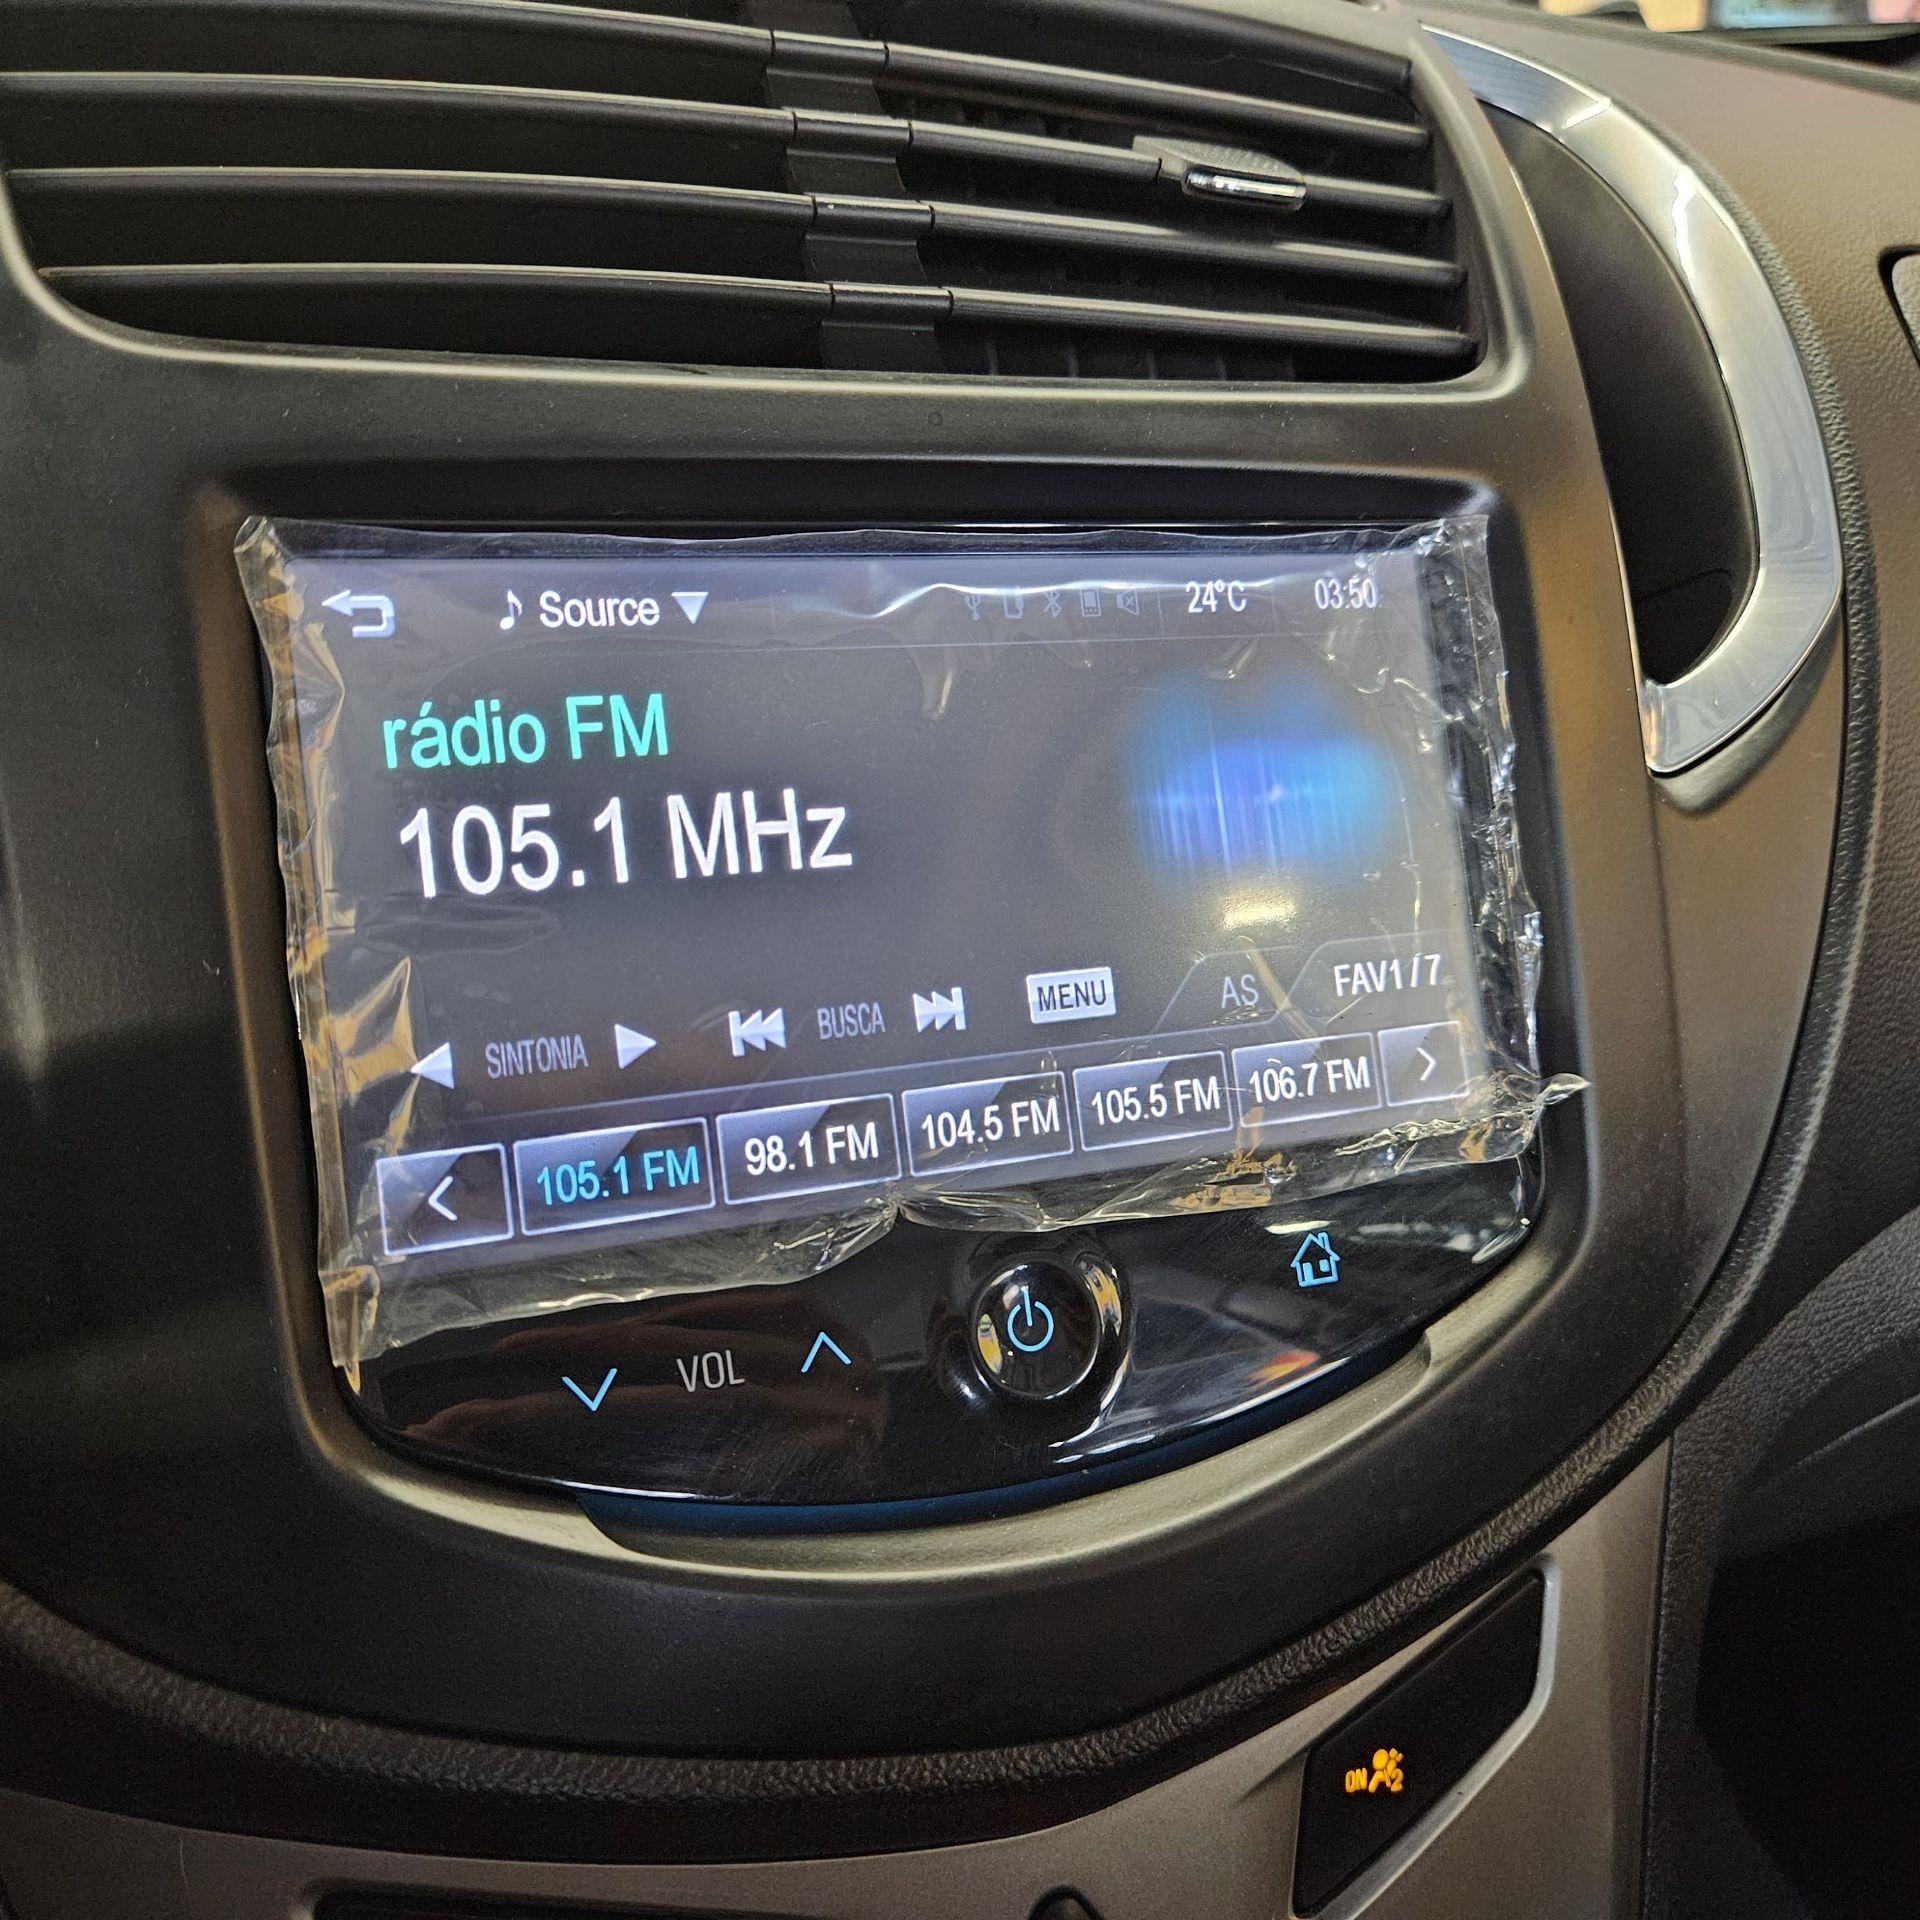 Source 24°C 03:50
rádio FM
105.1 MHz
SINTONIA BUSCA MENU AS FAV1/7
< 105.1 FM 98.1 FM 104.5 FM 105.5 FM 106.7 FM >
VOL
ON 2